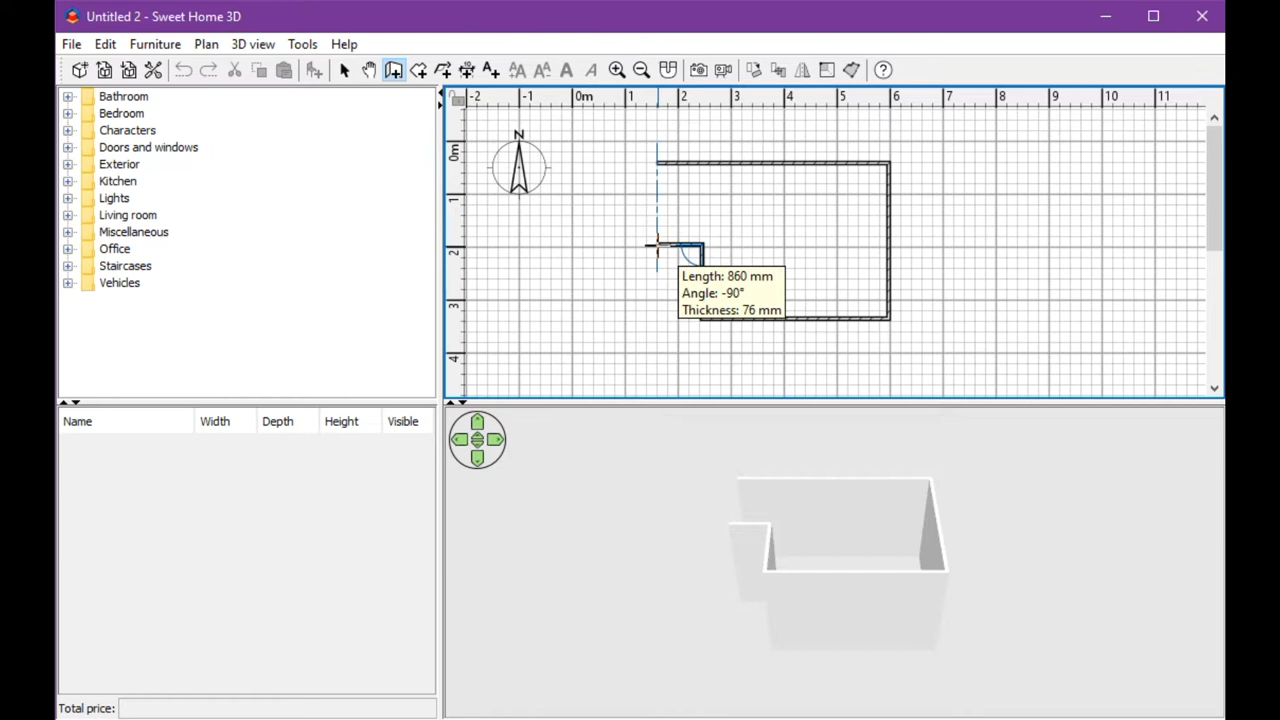 Untitled 2 - Sweet Home 3D
File Edit Furniture Plan 3D view Tools Help
Bathroom
Bedroom
Characters
Doors and windows
Exterior
Kitchen
Lights
Living room
Miscellaneous
Office
Staircases
Vehicles
-2 -1 0m 1 2 3 4 5 6 7 8 9 10 11
0m
1
2
3
4
N
Length: 860 mm
Angle: -90°
Thickness: 76 mm
Name Width Depth Height Visible
Total price: